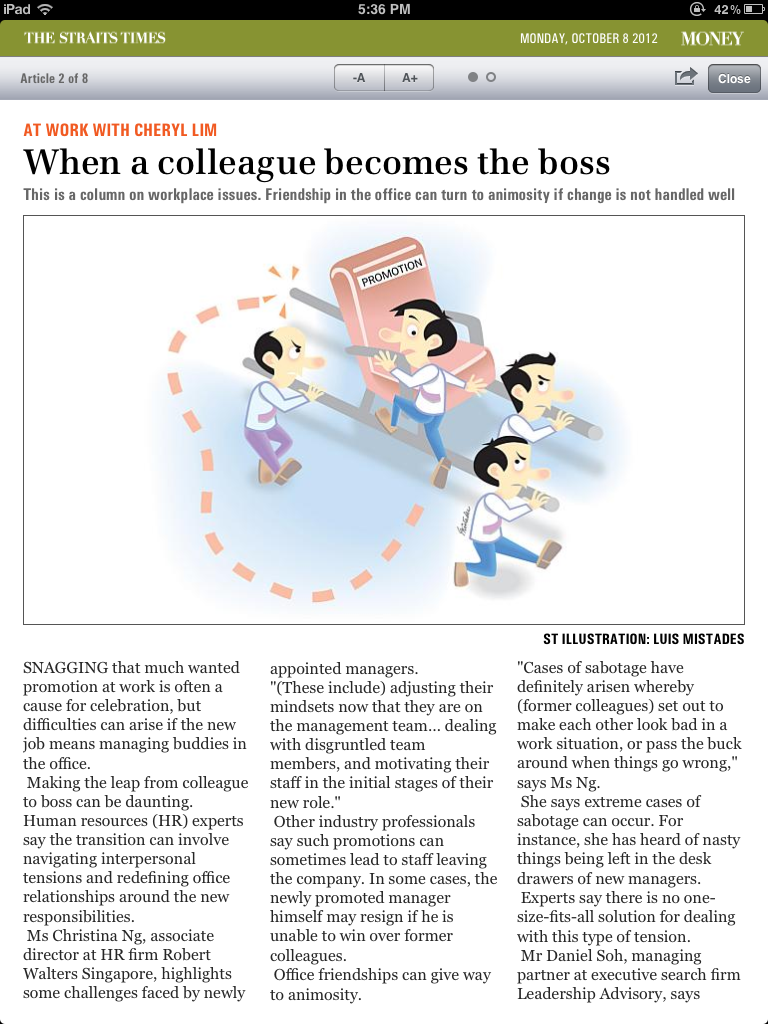 iPad
5:36 PM
42%
THE STRAITS TIMES
MONDAY, OCTOBER 8 2012
MONEY
Article 2 of 8
-A
A+
Close
AT WORK WITH CHERYL LIM
When a colleague becomes the boss
This is a column on workplace issues. Friendship in the office can turn to animosity if change is not handled well
PROMOTION
ST ILLUSTRATION: LUIS MISTADES
SNAGGING that much wanted
promotion at work is often a
cause for celebration, but
difficulties can arise if the new
job means managing buddies in
the office.
Making the leap from colleague
to boss can be daunting.
Human resources (HR) experts
say the transition can involve
navigating interpersonal
tensions and redefining office
relationships around the new
responsibilities.
Ms Christina Ng, associate
director at HR firm Robert
Walters Singapore, highlights
some challenges faced by newly
appointed managers.
"(These include) adjusting their
mindsets now that they are on
the management team... dealing
with disgruntled team
members, and motivating their
staff in the initial stages of their
new role."
Other industry professionals
say such promotions can
sometimes lead to staff leaving
the company. In some cases, the
newly promoted manager
himself may resign if he is
unable to win over former
colleagues.
Office friendships can give way
to animosity.
"Cases of sabotage have
definitely arisen whereby
(former colleagues) set out to
make each other look bad in a
work situation, or pass the buck
around when things go wrong,"
says Ms Ng.
She says extreme cases of
sabotage can occur. For
instance, she has heard of nasty
things being left in the desk
drawers of new managers.
Experts say there is no one-
size-fits-all solution for dealing
with this type of tension.
Mr Daniel Soh, managing
partner at executive search firm
Leadership Advisory, says